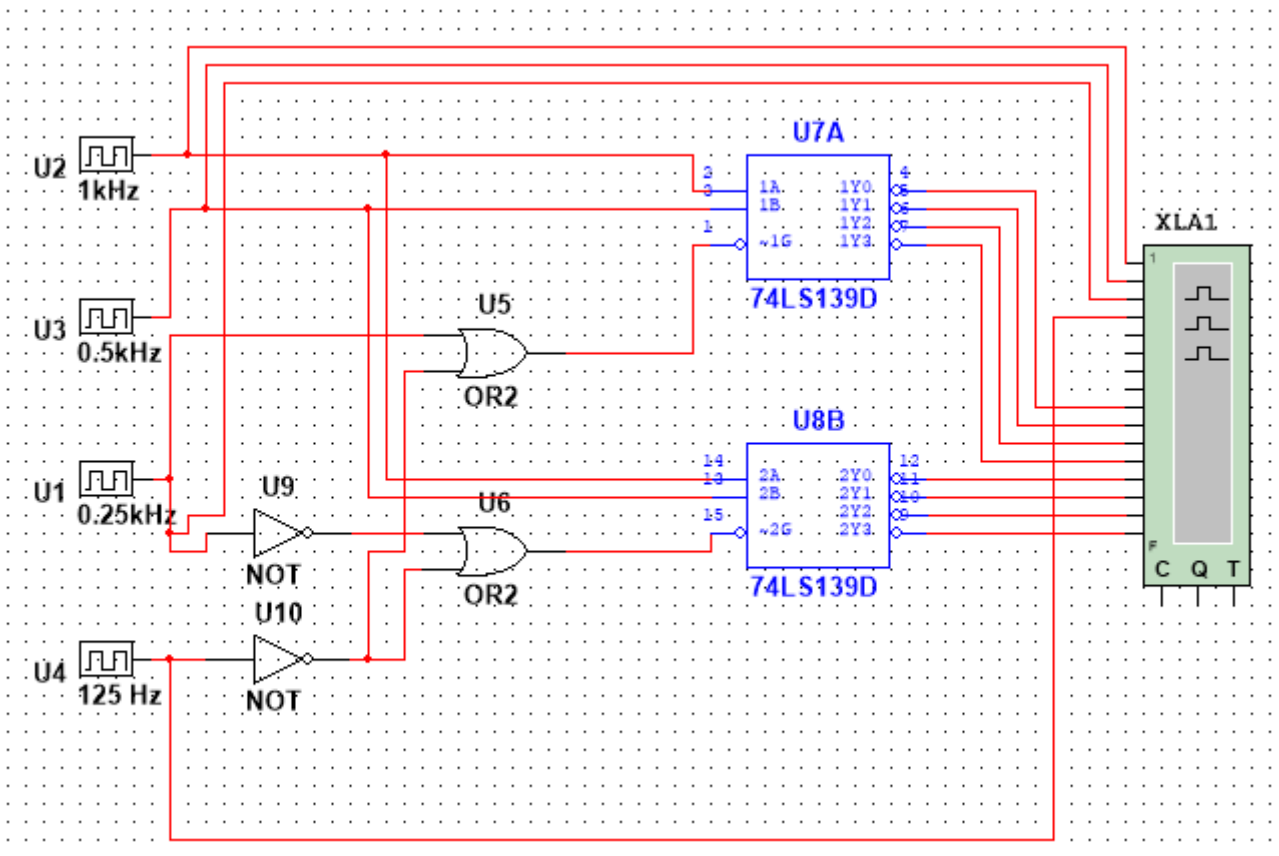 U7A
U2
1kHz
2
3
1
1A
1B
~1G
1Y0
1Y1
1Y2
1Y3
4
5
6
7
74LS139D
XLA1
1
F
C Q T
U3
0.5kHz
U5
OR2
U8B
14
13
15
2A
2B
~2G
2Y0
2Y1
2Y2
2Y3
12
11
10
9
74LS139D
U1
0.25kHz
U9
NOT
U6
OR2
U10
NOT
U4
125 Hz